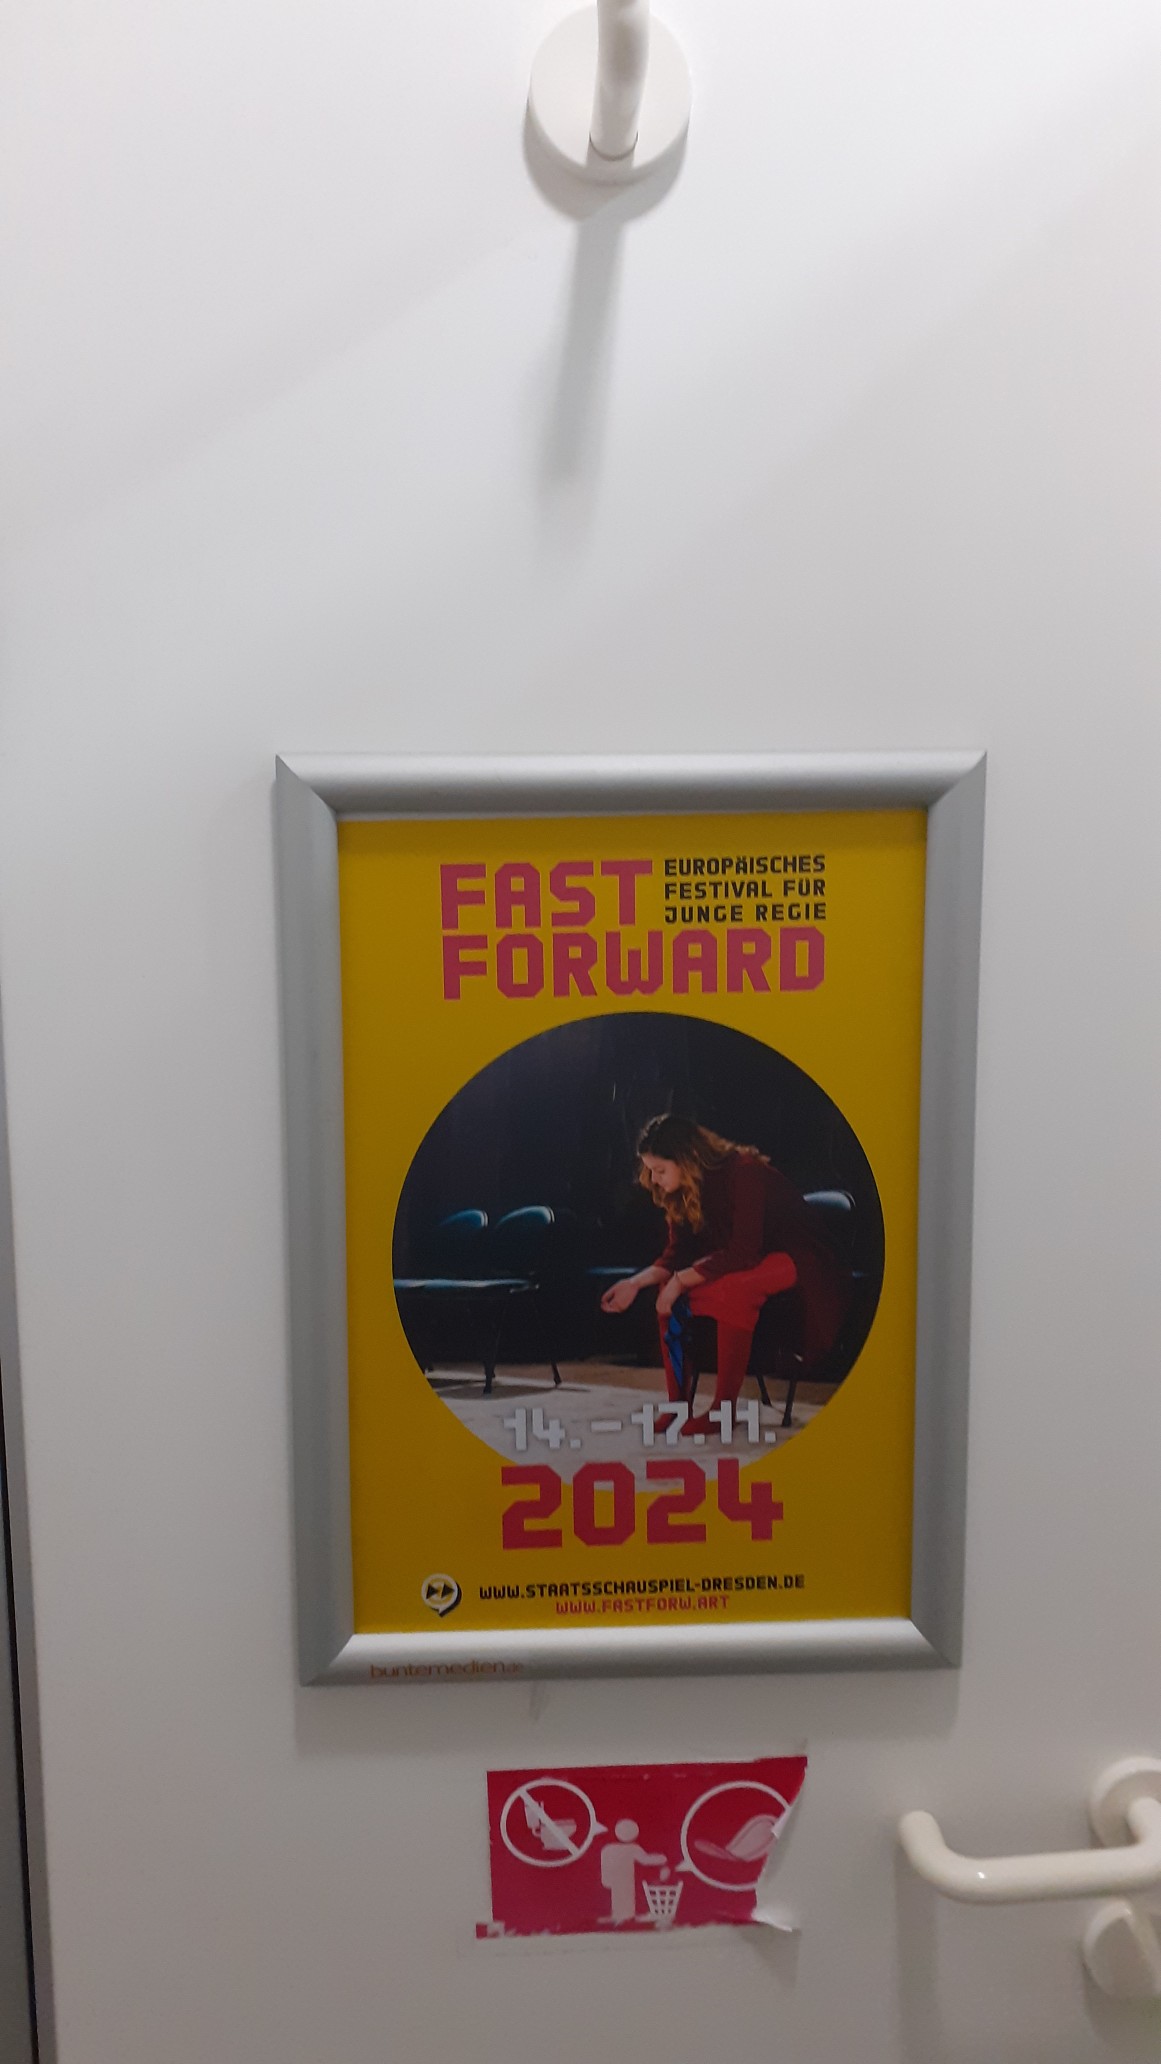 FAST
EUROPÄISCHES
FESTIVAL FÜR
JUNGE REGIE
FORWARD
14.-17.11.
2024
WWW.STAATSSCHAUSPIEL-DRESDEN.DE
WWW.FASTFORW.ART
buntemedien.de